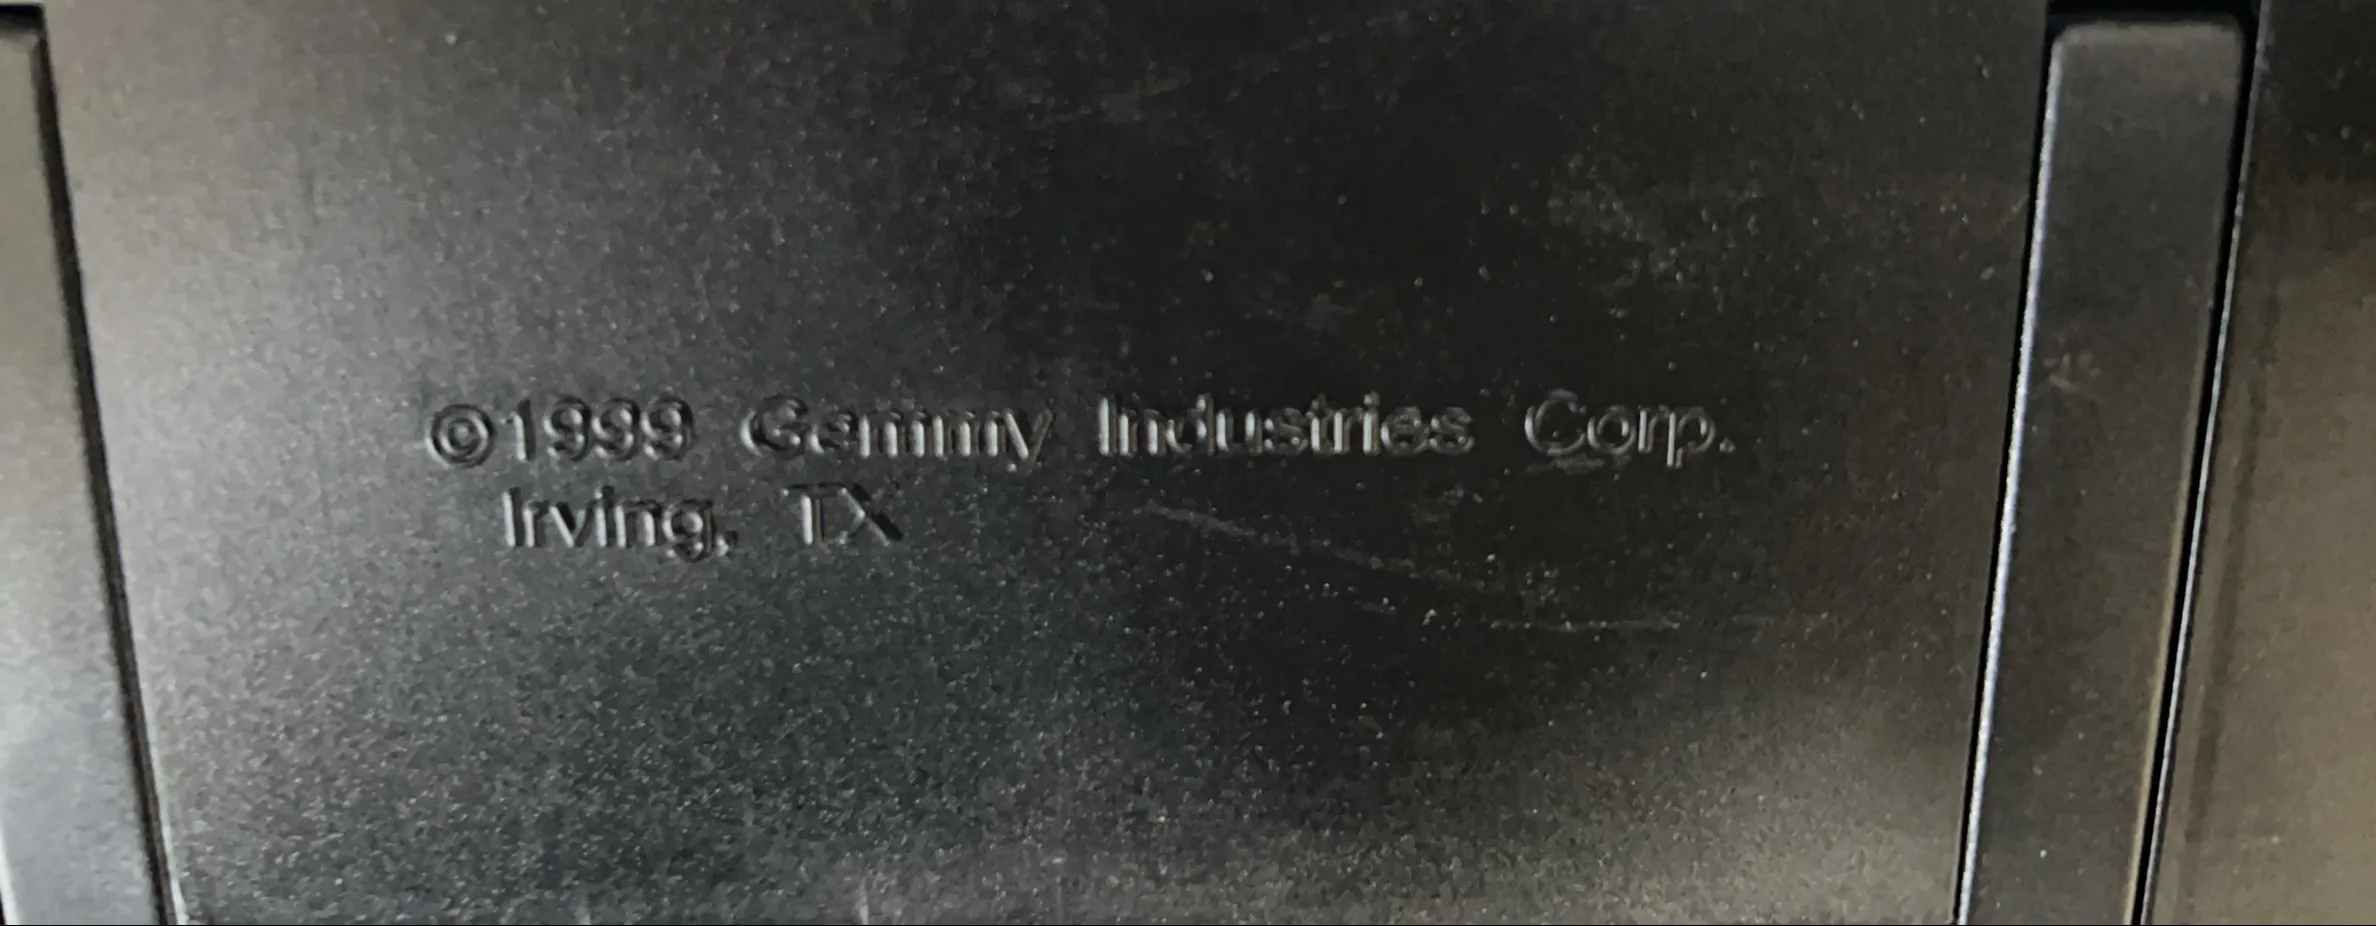 ©1999 Gemmy Industries Corp.
Irving, TX